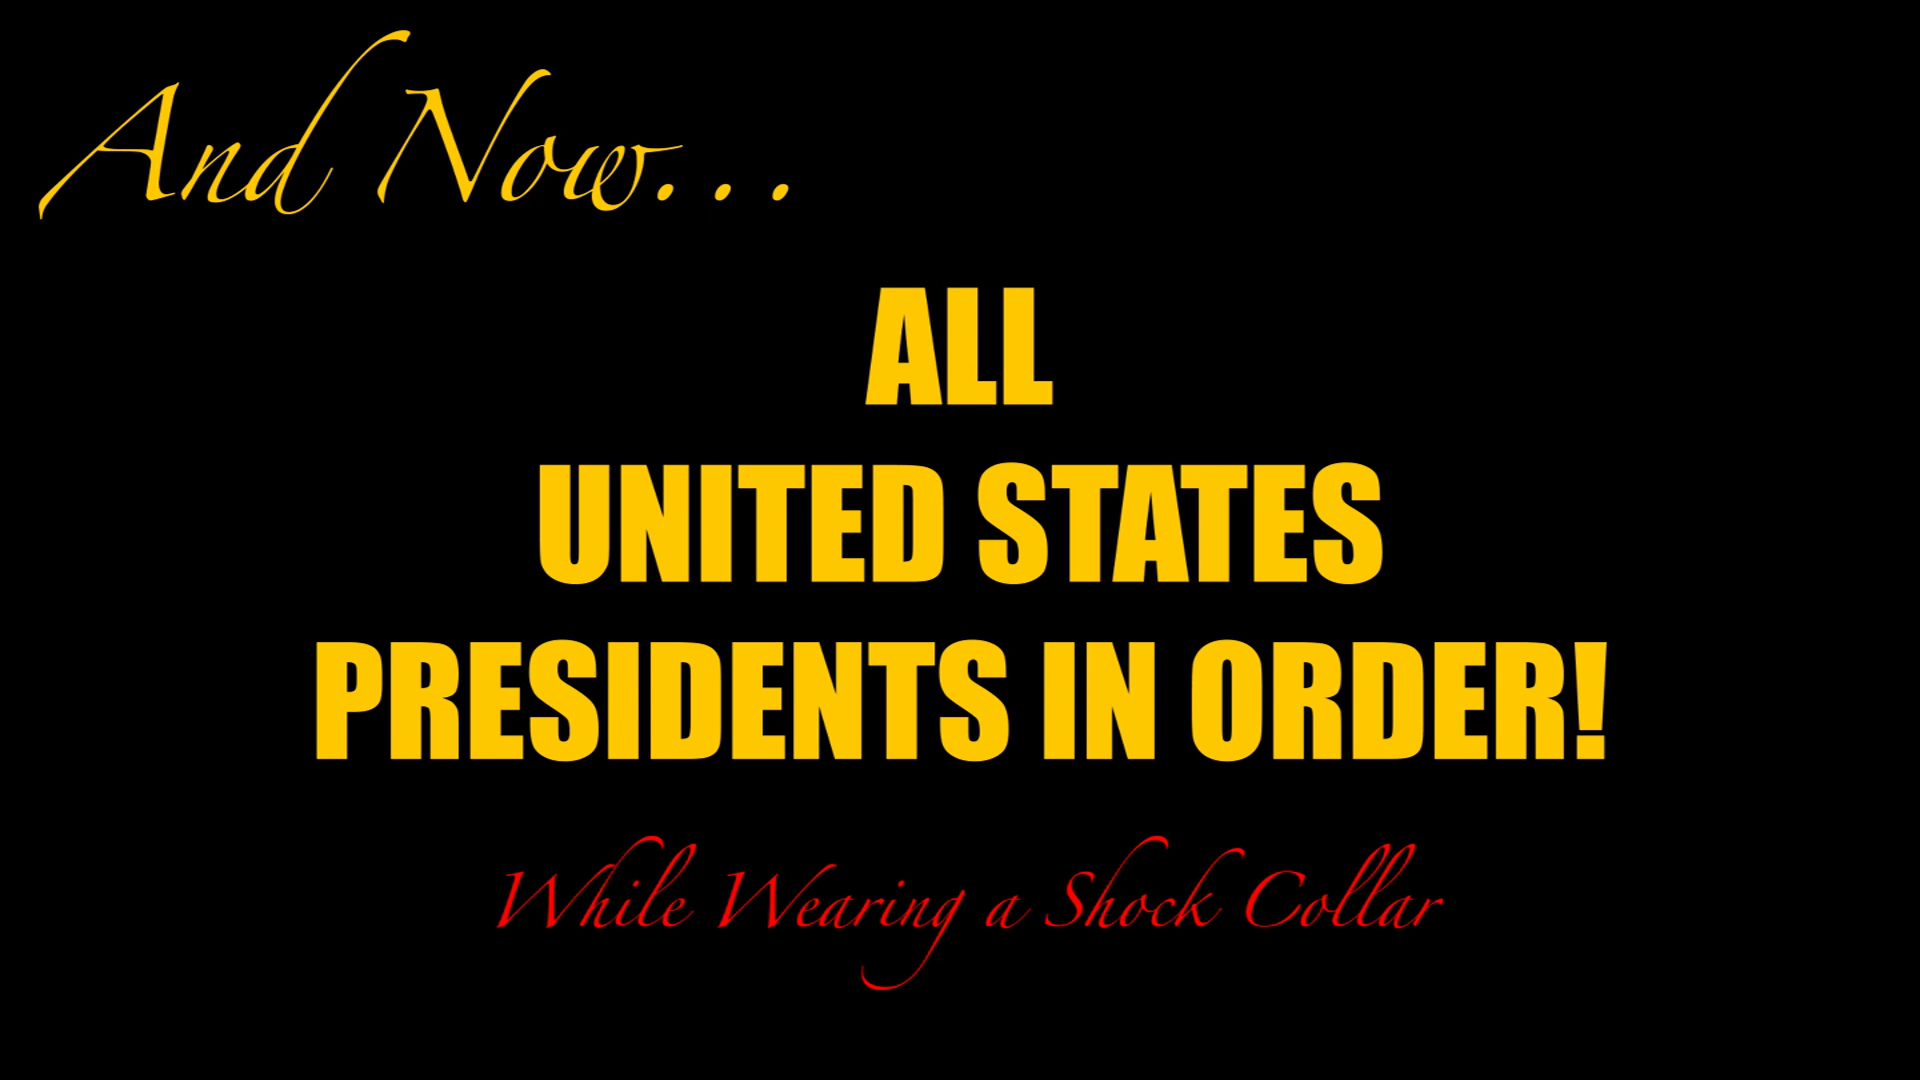 And Now...
ALL
UNITED STATES
PRESIDENTS IN ORDER!
While Wearing a Shock Collar